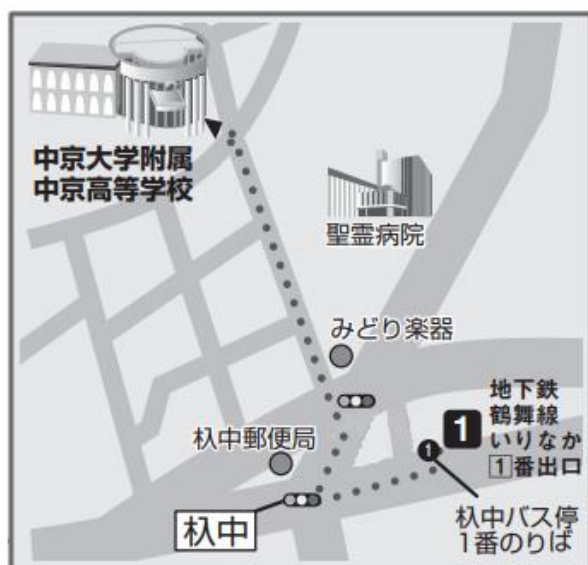 中京大学附属
中京高等学校
聖霊病院
みどり楽器
地下鉄
鶴舞線
いりなか
1番出口
1
1
杁中郵便局
杁中
杁中バス停
1番のりば